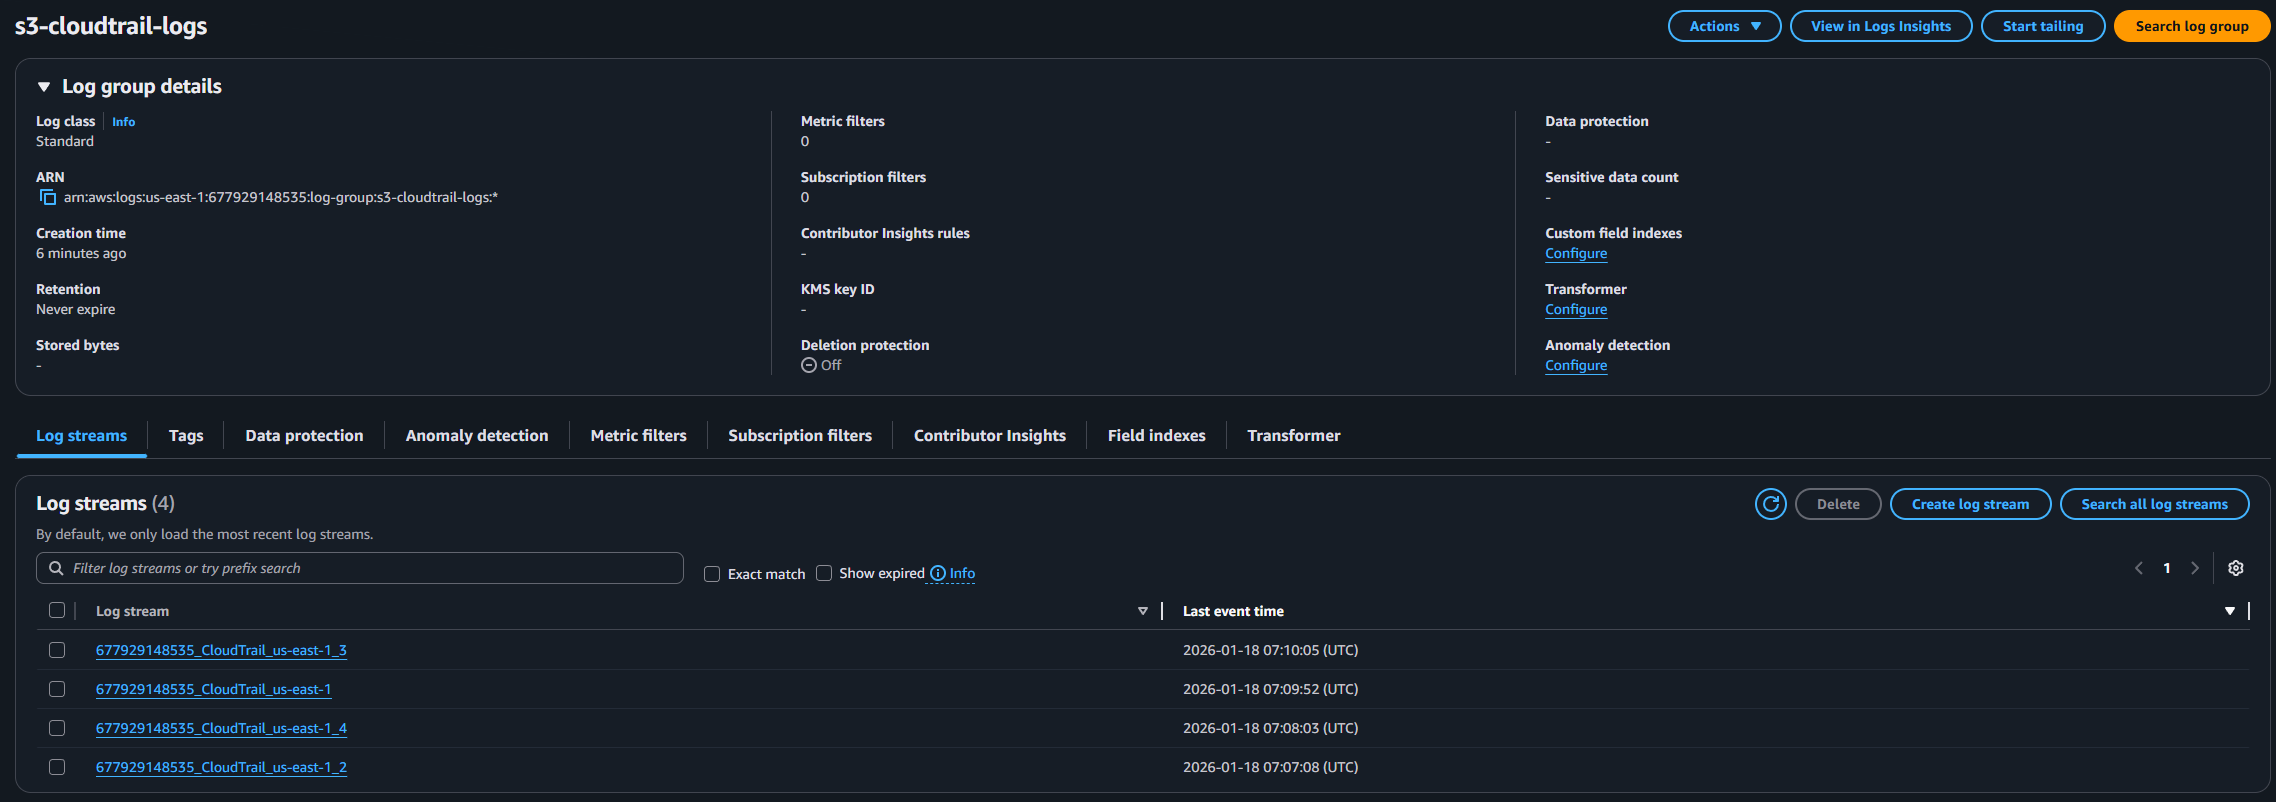 s3-cloudtrail-logs
Actions
View in Logs Insights
Start tailing
Search log group
Log group details
Log class
Info
Standard
ARN
arn:aws:logs:us-east-1:677929148535:log-group:s3-cloudtrail-logs:*
Creation time
6 minutes ago
Retention
Never expire
Stored bytes
-
Metric filters
0
Subscription filters
0
Contributor Insights rules
-
KMS key ID
-
Deletion protection
Off
Data protection
-
Sensitive data count
-
Custom field indexes
Configure
Transformer
Configure
Anomaly detection
Configure
Log streams
Tags
Data protection
Anomaly detection
Metric filters
Subscription filters
Contributor Insights
Field indexes
Transformer
Log streams (4)
Delete
Create log stream
Search all log streams
By default, we only load the most recent log streams.
Filter log streams or try prefix search
Exact match
Show expired
Info
1
Log stream
Last event time
677929148535_CloudTrail_us-east-1_3
2026-01-18 07:10:05 (UTC)
677929148535_CloudTrail_us-east-1
2026-01-18 07:09:52 (UTC)
677929148535_CloudTrail_us-east-1_4
2026-01-18 07:08:03 (UTC)
677929148535_CloudTrail_us-east-1_2
2026-01-18 07:07:08 (UTC)